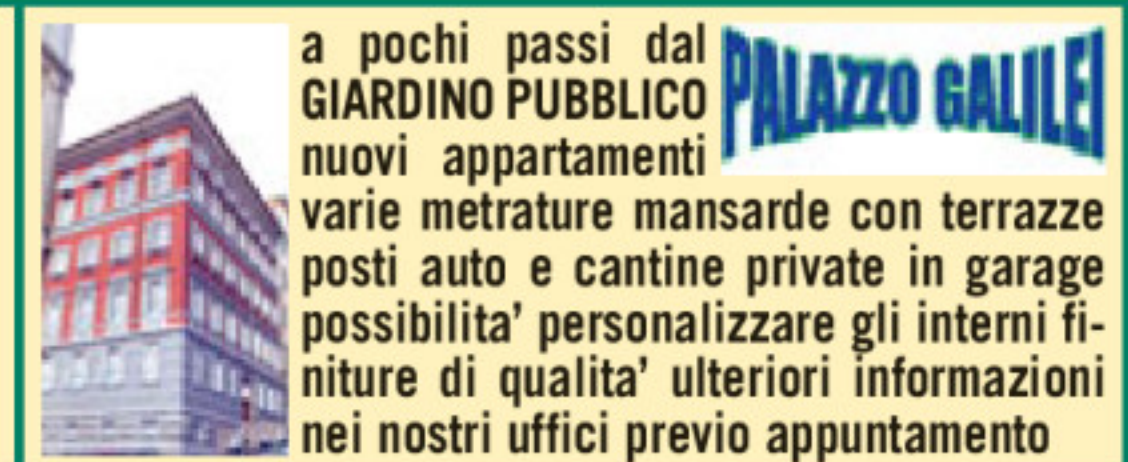 a pochi passi dal
GIARDINO PUBBLICO
nuovi appartamenti
PALAZZO GALILEI
varie metrature mansarde con terrazze
posti auto e cantine private in garage
possibilita' personalizzare gli interni fi-
niture di qualita' ulteriori informazioni
nei nostri uffici previo appuntamento